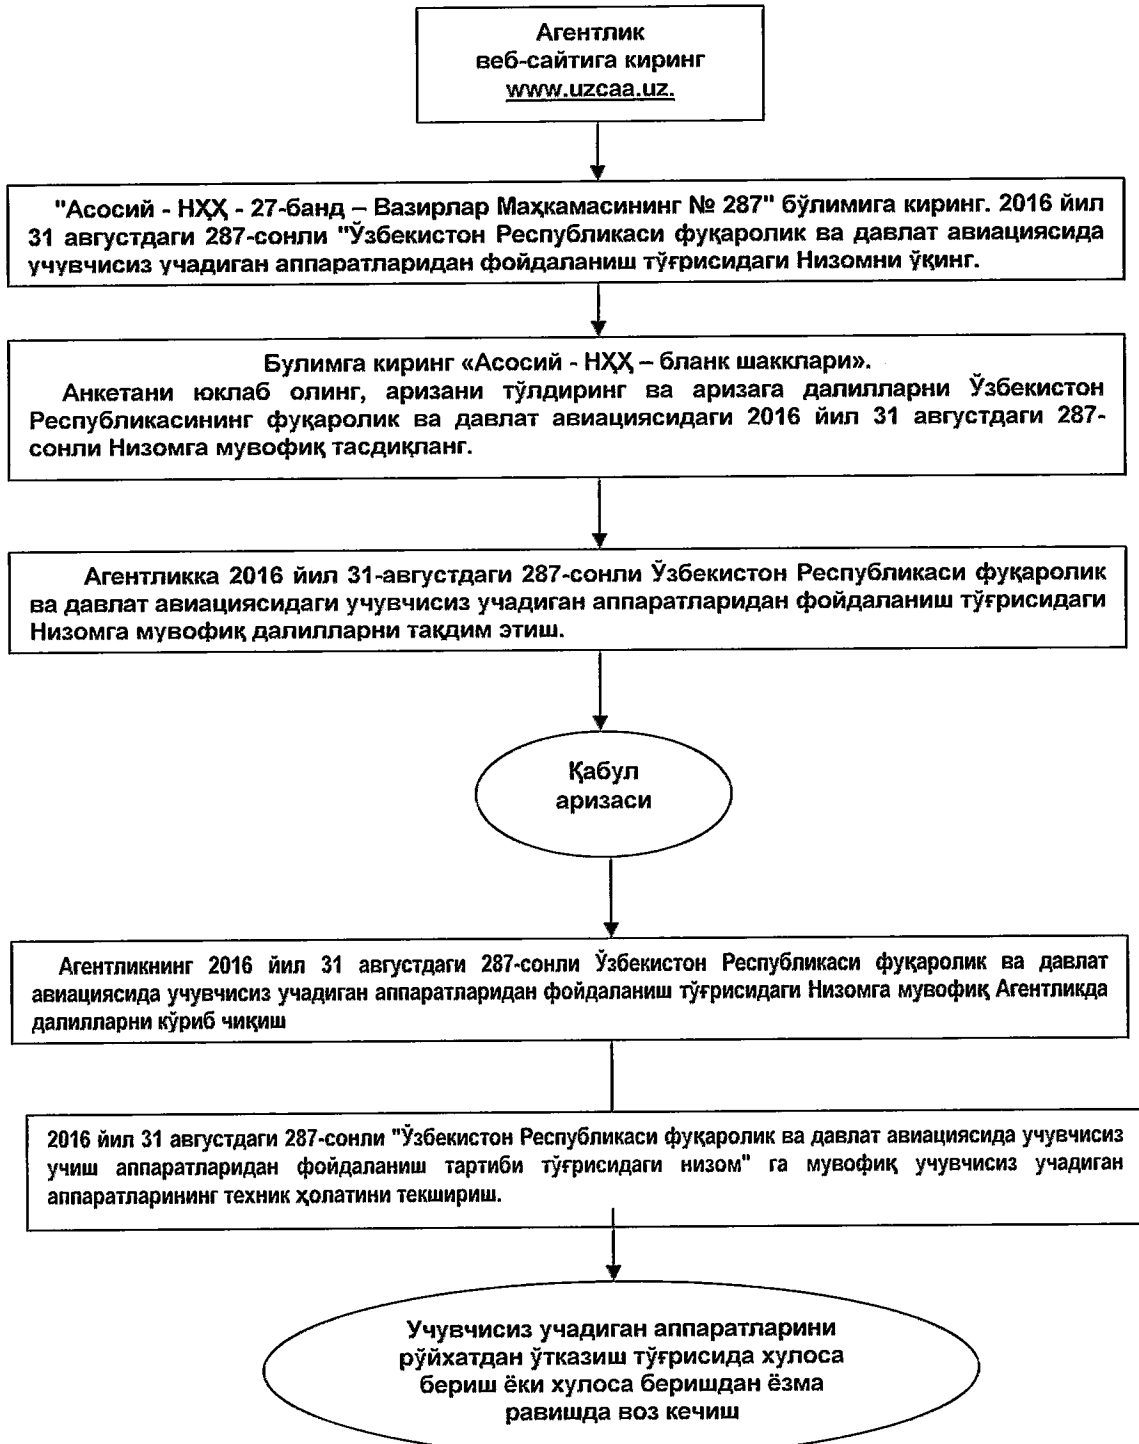 Агентлик
веб-сайтига киринг
www.uzcaa.uz.
"Асосий - НҲҲ - 27-банд – Вазирлар Маҳкамасининг № 287" бўлимига киринг. 2016 йил
31 августдаги 287-сонли "Ўзбекистон Республикаси фуқаролик ва давлат авиациясида
учувчисиз учадиган аппаратларидан фойдаланиш тўғрисидаги Низомни ўқинг.
Булимга киринг «Асосий - НҲҲ – бланк шакклари».
Анкетани юклаб олинг, аризани тўлдиринг ва аризага далилларни Ўзбекистон
Республикасининг фуқаролик ва давлат авиациясидаги 2016 йил 31 августдаги 287-
сонли Низомга мувофиқ тасдиқланг.
Агентликка 2016 йил 31-августдаги 287-сонли Ўзбекистон Республикаси фуқаролик
ва давлат авиациясидаги учувчисиз учадиган аппаратларидан фойдаланиш тўғрисидаги
Низомга мувофиқ далилларни тақдим этиш.
Қабул
аризаси
Агентликнинг 2016 йил 31 августдаги 287-сонли Ўзбекистон Республикаси фуқаролик ва давлат
авиациясида учувчисиз учадиган аппаратларидан фойдаланиш тўғрисидаги Низомга мувофиқ Агентликда
далилларни кўриб чиқиш
2016 йил 31 августдаги 287-сонли "Ўзбекистон Республикаси фуқаролик ва давлат авиациясида учувчисиз
учиш аппаратларидан фойдаланиш тартиби тўғрисидаги низом" га мувофиқ учувчисиз учадиган
аппаратларининг техник ҳолатини текшириш.
Учувчисиз учадиган аппаратларини
рўйхатдан ўтказиш тўғрисида хулоса
бериш ёки хулоса беришдан ёзма
равишда воз кечиш